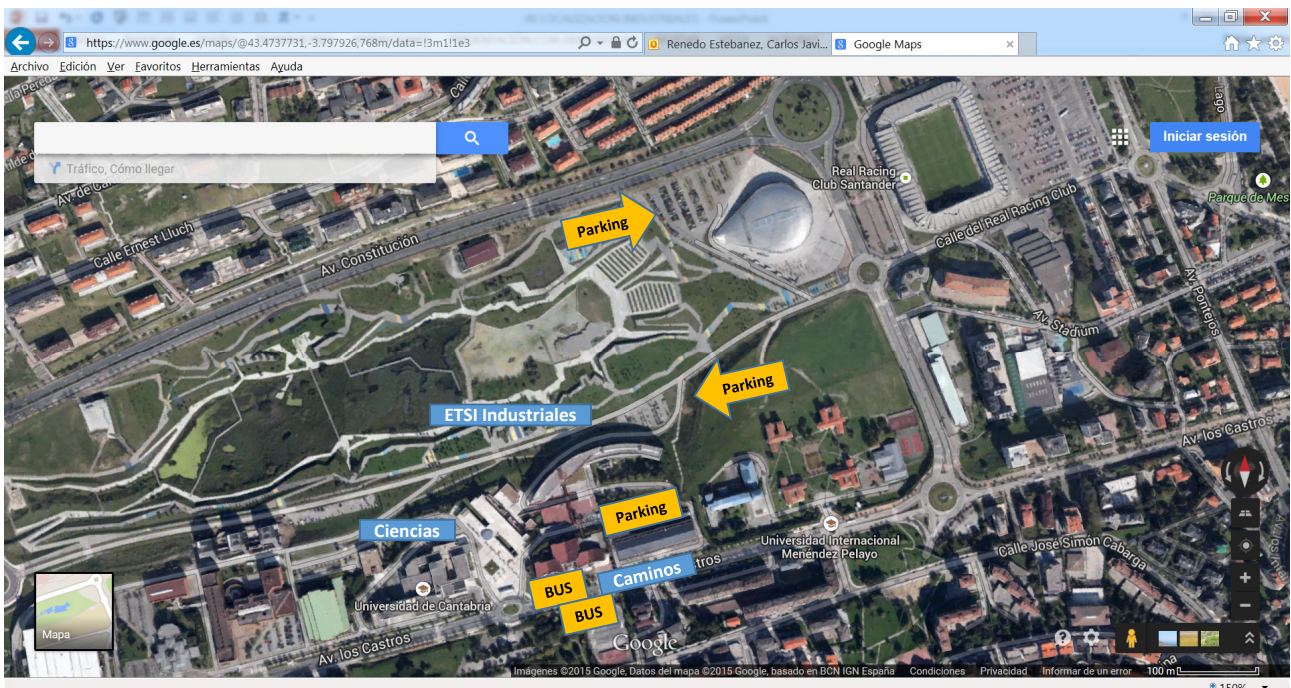 https://www.google.es/maps/@43.4737731,-3.797926,768m/data=!3m1!1e3
Renedo Estebanez, Carlos Javi...
Google Maps
Archivo Edición Ver Favoritos Herramientas Ayuda
Iniciar sesión
Tráfico, Cómo llegar
Lago
Real Racing
Club Santander
Parque de Mes
Calle del Real Racing Club
Parking
Calle Ernest Lluch
Av. Constitución
Av. Pontejos
Av. Stadium
Parking
ETSI Industriales
Av. los Castros
Parking
Ciencias
Universidad Internacional
Menéndez Pelayo
Calle José Simón Cabarga
Caminos
tros
BUS
BUS
Universidad de Cantabria
Mapa
Av. los Castros
Google
Imágenes ©2015 Google, Datos del mapa ©2015 Google, basado en BCN IGN España Condiciones Privacidad Informar de un error 100 m
150%